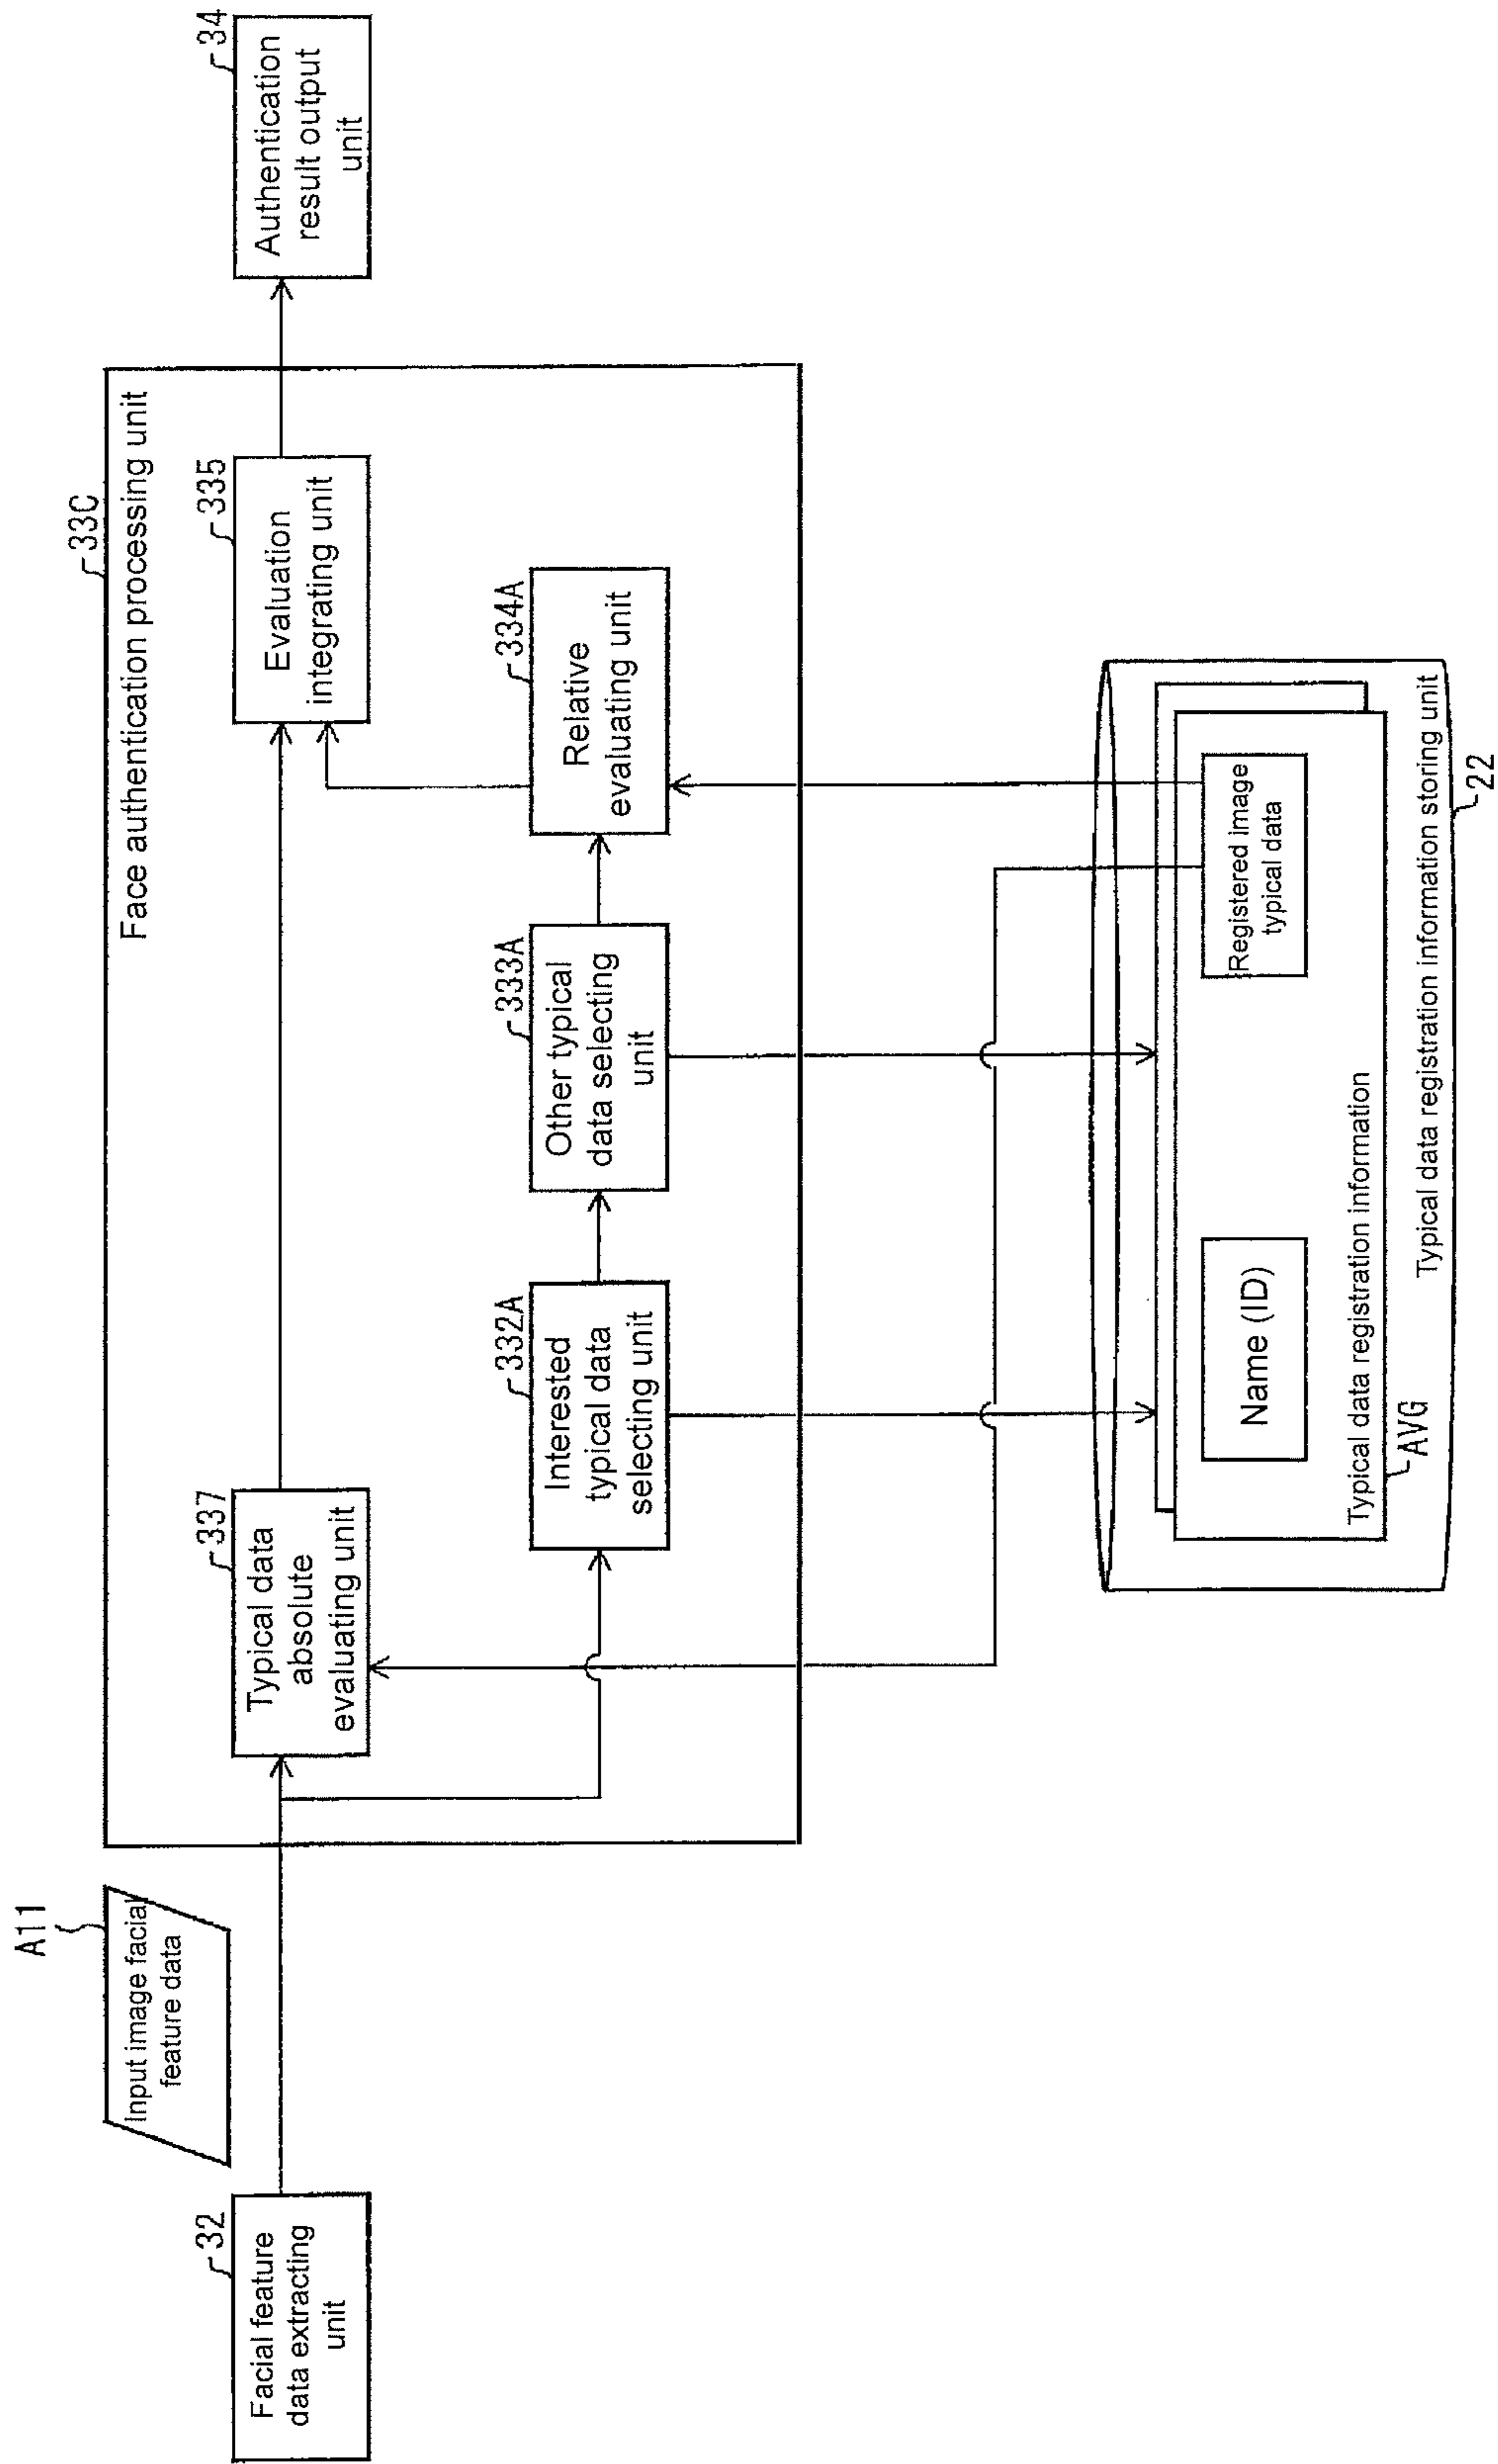 A11
Input image facial
feature data
32
Facial feature
data extracting
unit
33C
Face authentication processing unit
337
Typical data
absolute
evaluating unit
335
Evaluation
integrating unit
34
Authentication
result output
unit
332A
Interested
typical data
selecting unit
333A
Other typical
data selecting
unit
334A
Relative
evaluating unit
Name (ID)
Registered image
typical data
Typical data registration information
AVG
Typical data registration information storing unit
22